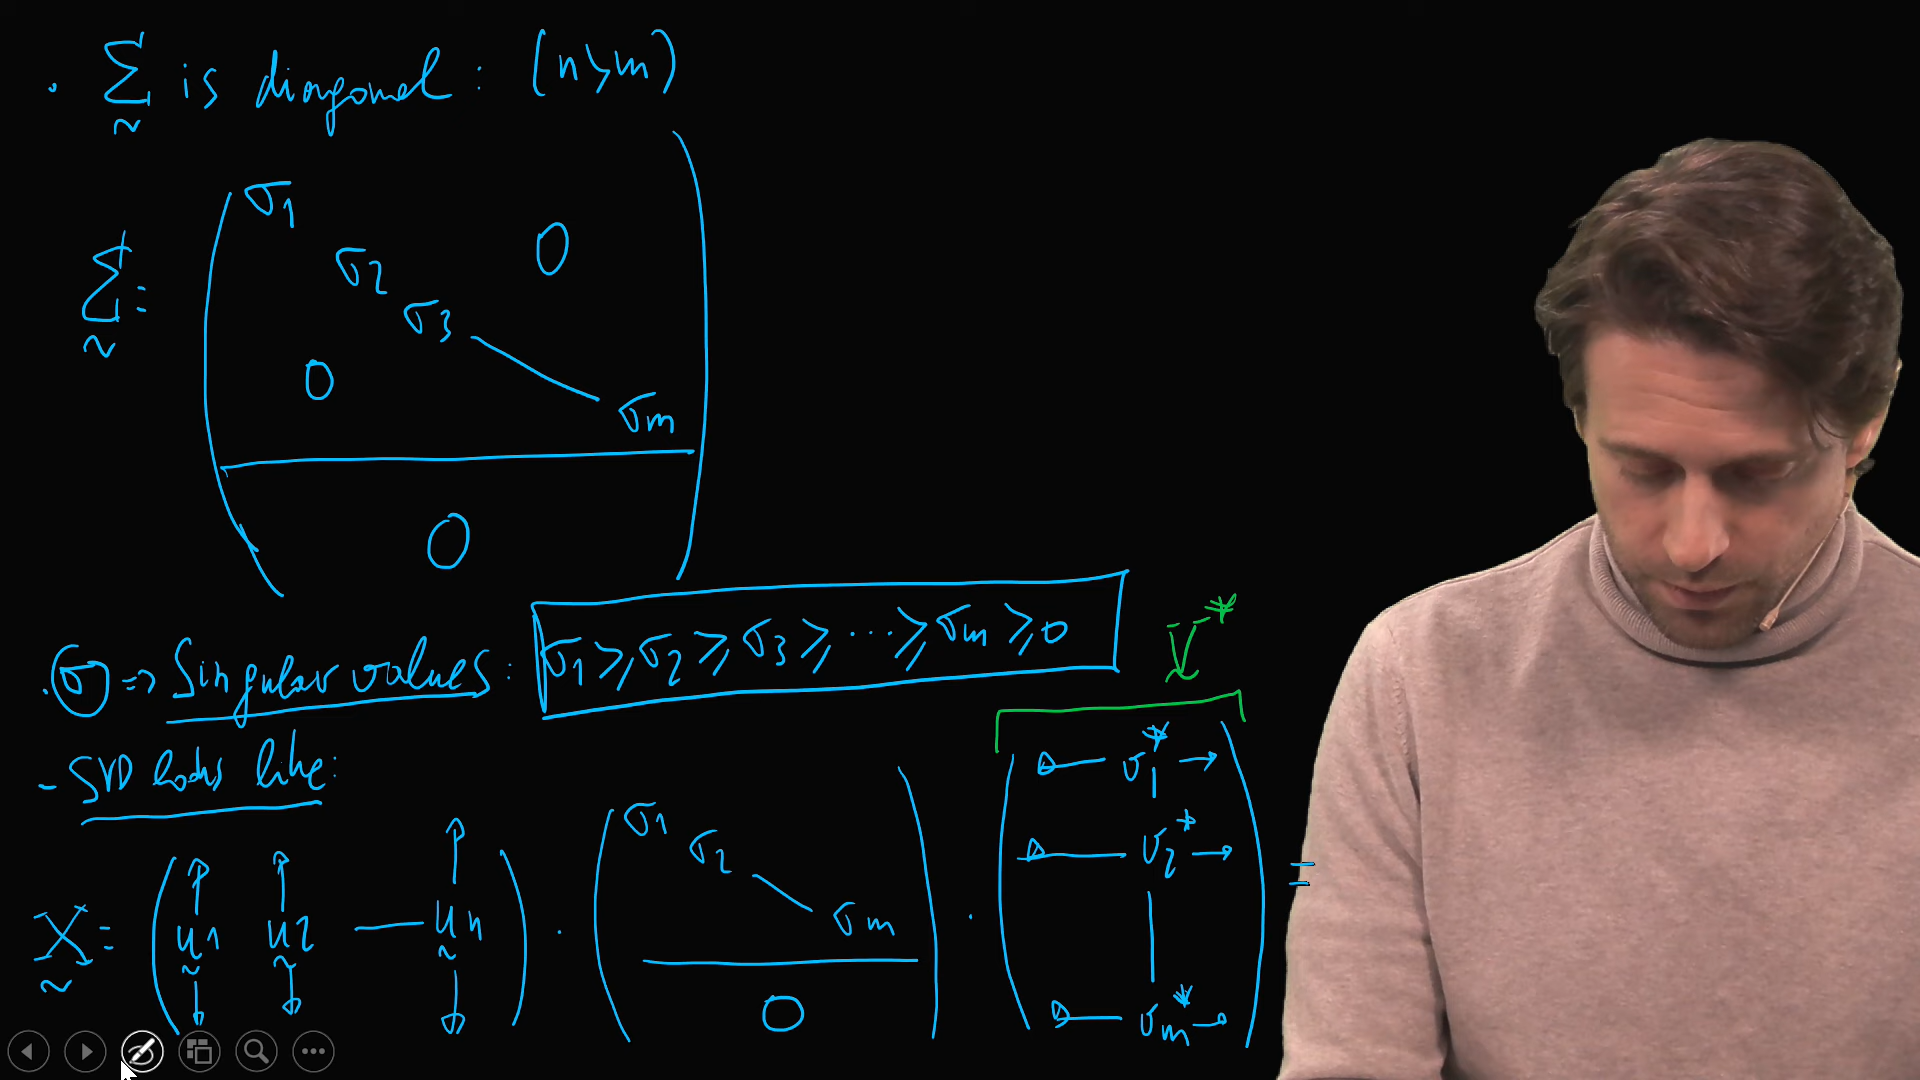 · Σ is diagonal: (n>m)
Σ = ( σ1 σ2 σ3 — σm 0 0 0 )
· σ => Singular values: σ1 ≥ σ2 ≥ σ3 ≥ ... ≥ σm ≥ 0
V*
- SVD looks like:
X = ( u1 u2 — un ) · ( σ1 σ2 — σm 0 ) · ( v1* v2* | vm* ) =